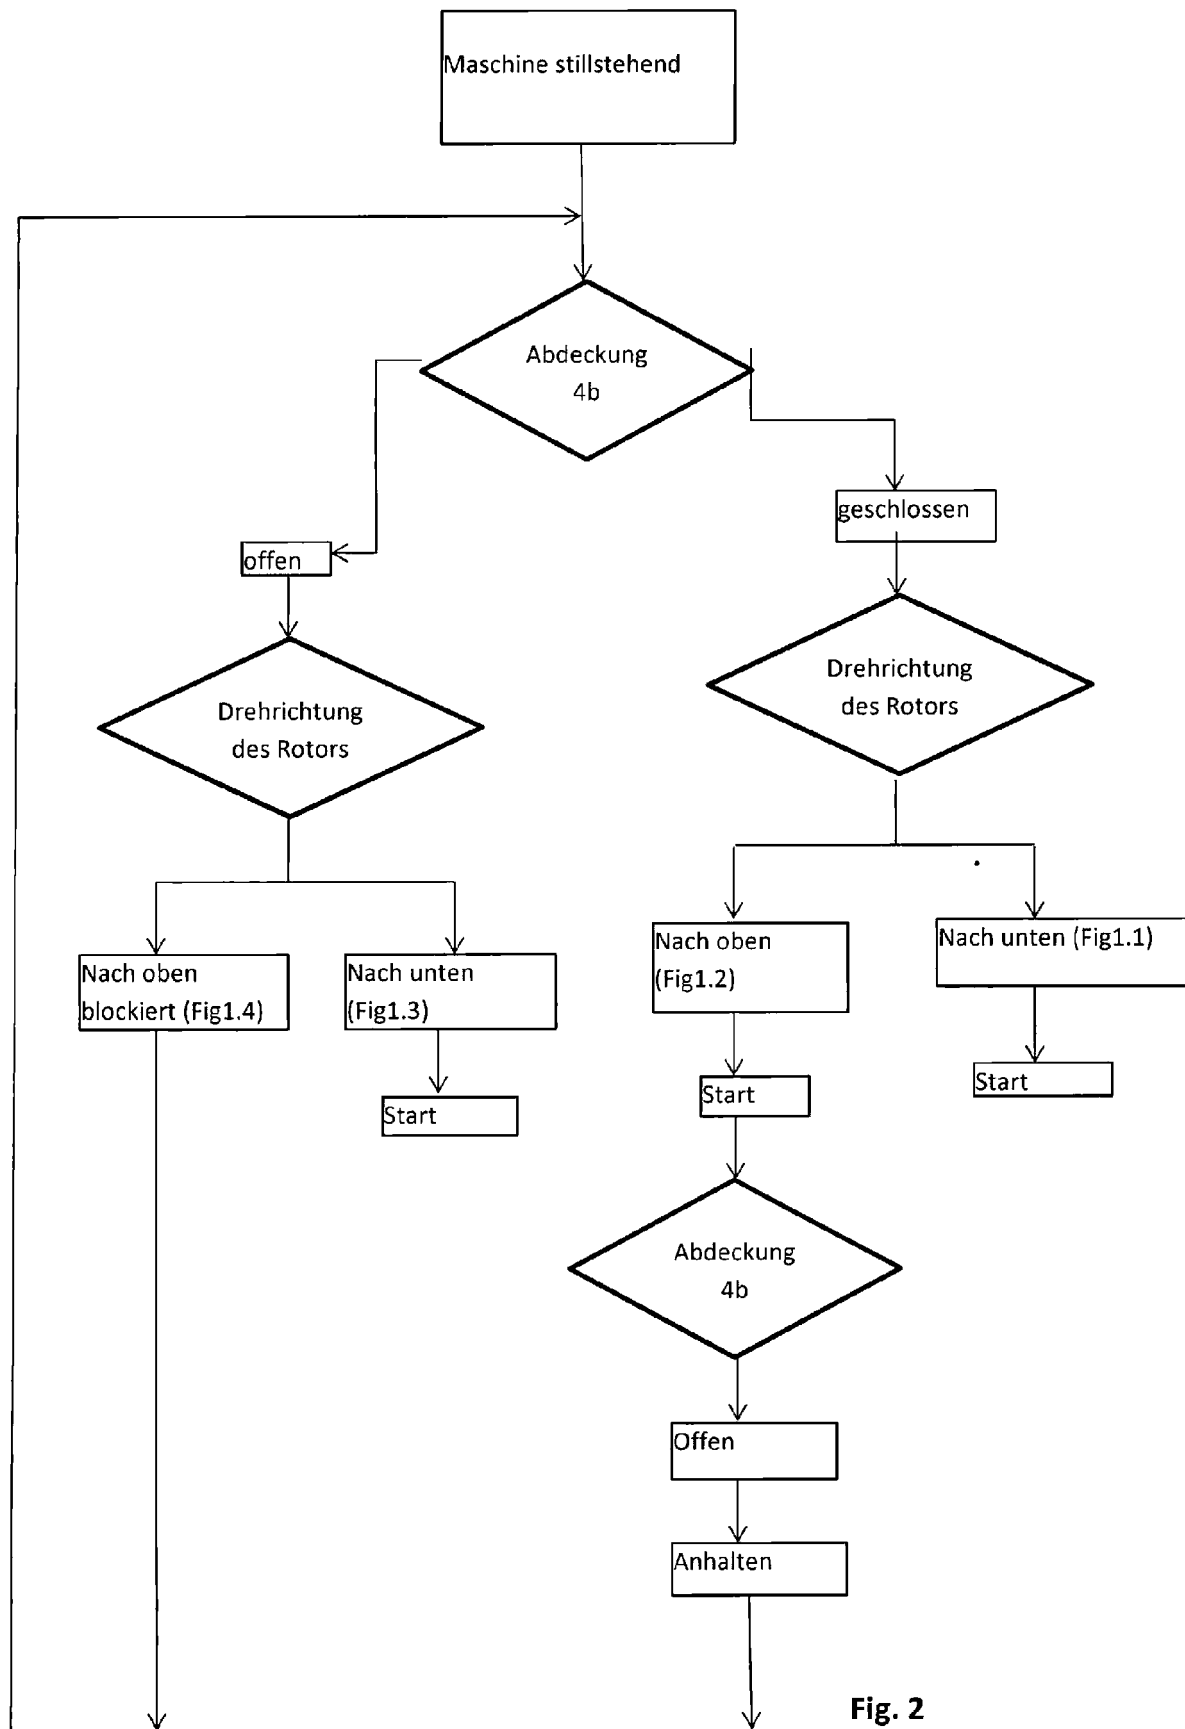 Maschine stillstehend
Abdeckung
4b
geschlossen
offen
Drehrichtung
des Rotors
Drehrichtung
des Rotors
Nach oben
(Fig1.2)
Nach unten (Fig1.1)
Nach oben
blockiert (Fig1.4)
Nach unten
(Fig1.3)
Start
Start
Start
Abdeckung
4b
Offen
Anhalten
Fig. 2